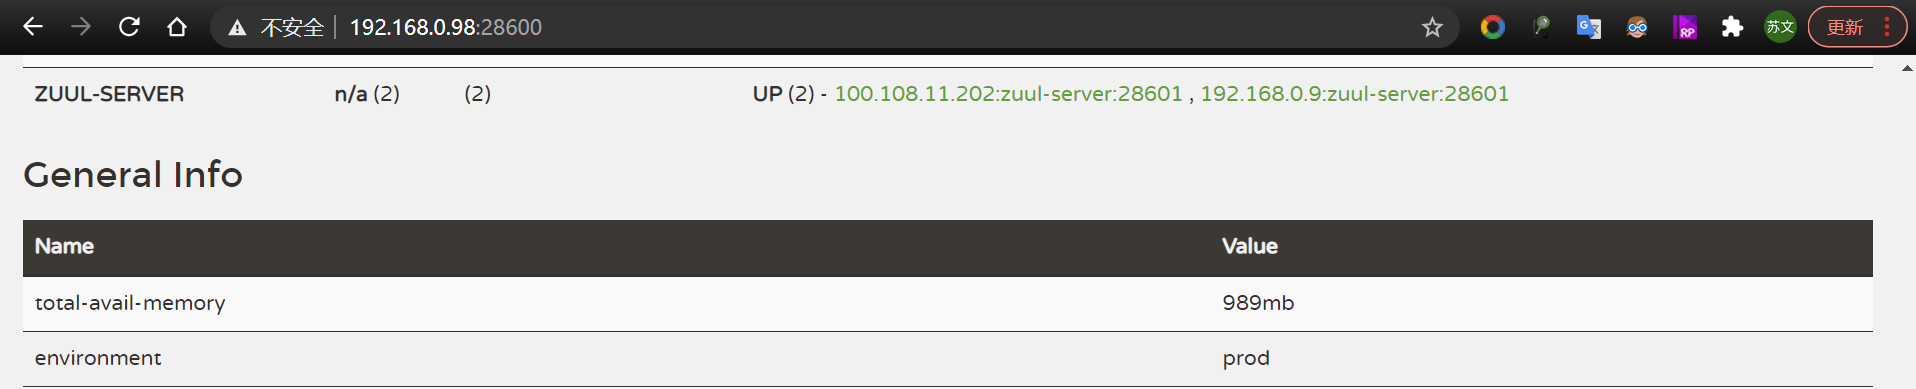 不安全 192.168.0.98:28600 苏文 更新
ZUUL-SERVER n/a (2) (2) UP (2) - 100.108.11.202:zuul-server:28601 , 192.168.0.9:zuul-server:28601
General Info
Name Value
total-avail-memory 989mb
environment prod